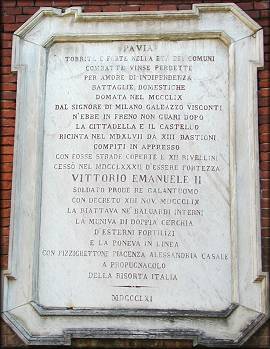 PAVIA
TORRITA E FORTE NELLA ETÀ DEI COMUNI
COMBATTÈ VINSE PERDETTE
PER AMORE DI INDIPENDENZA
BATTAGLIE DOMESTICHE
DOMATA NEL MCCCLIX
DAL SIGNORE DI MILANO GALEAZZO VISCONTI
N'EBBE IN FRENO NON GUARI DOPO
LA CITTADELLA E IL CASTELLO
RICINTA NEL MDXLVII DA XIII BASTIONI
COMPITI IN APPRESSO
CON FOSSE STRADE COPERTE E XII RIVELLINI
CESSÒ NEL MDCCLXXXII D'ESSERE FORTEZZA
VITTORIO EMANUELE II
SOLDATO PRODE RE GALANTUOMO
CON DECRETO XIII NOV. MDCCCLIX
LA RIATTAVA NE' BALUARDI INTERNI
LA MUNIVA DI DOPPIA CERCHIA
D'ESTERNI FORTILIZI
E LA PONEVA IN LINEA
CON PIZZIGHETTONE PIACENZA ALESSANDRIA CASALE
A PROPUGNACOLO
DELLA RISORTA ITALIA
MDCCCLXI